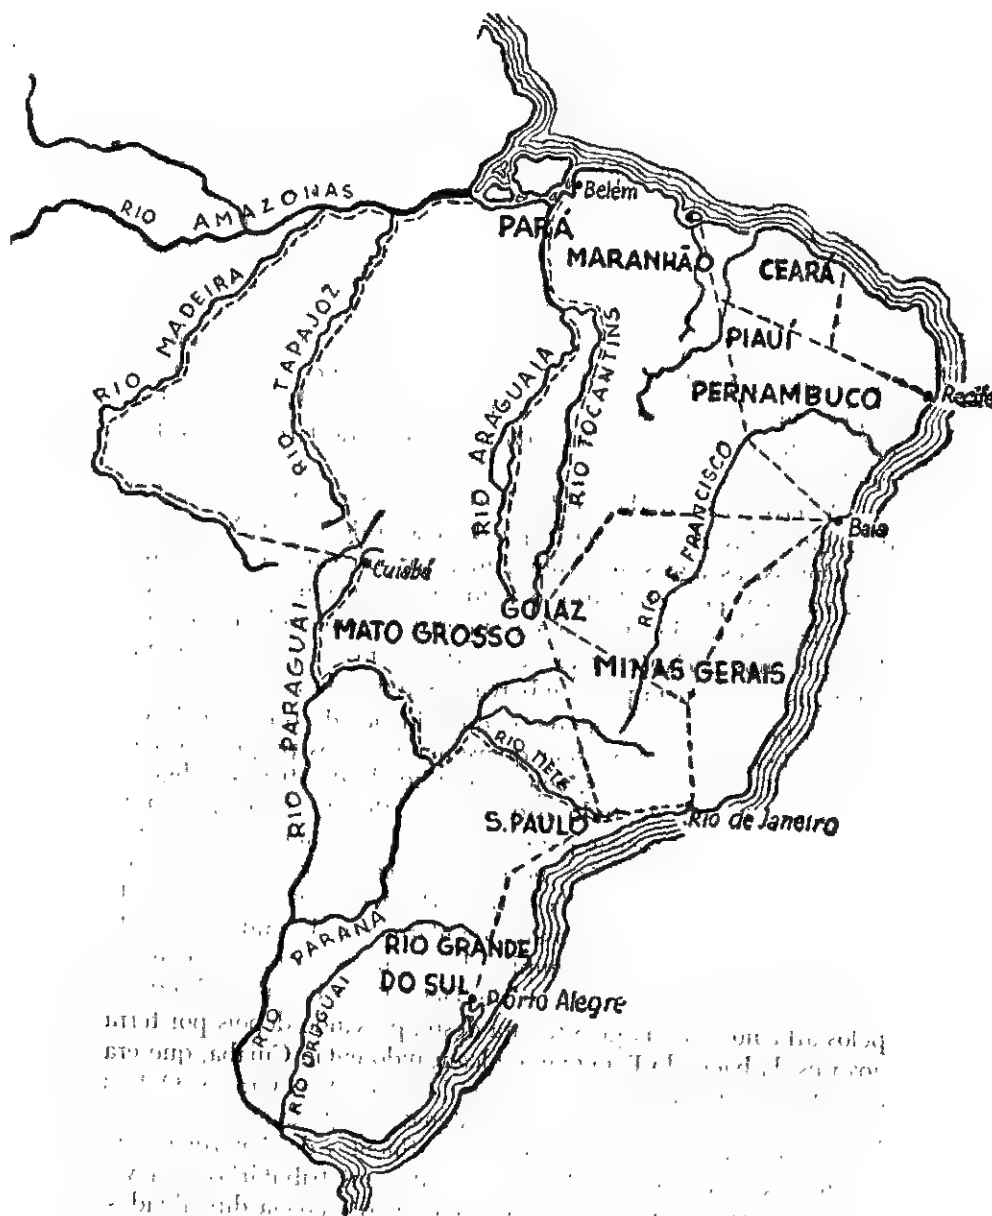 Belém
RIO AMAZONAS
PARÁ
MARANHÃO
CEARÁ
RIO MADEIRA
RIO TAPAJOZ
PIAUÍ
RIO ARAGUAIA
RIO TOCANTINS
PERNAMBUCO
Recife
RIO S. FRANCISCO
Baía
Cuiabá
GOIAZ
MATO GROSSO
MINAS GERAIS
RIO - PARAGUAI
RIO
S. PAULO
Rio de Janeiro
RIO PARANÁ
RIO GRANDE
DO SUL
Pôrto Alegre
RIO URUGUAI